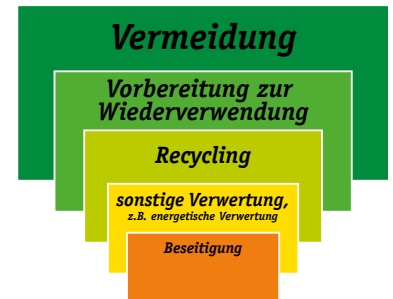 Vermeidung
Vorbereitung zur
Wiederverwendung
Recycling
sonstige Verwertung,
z.B. energetische Verwertung
Beseitigung